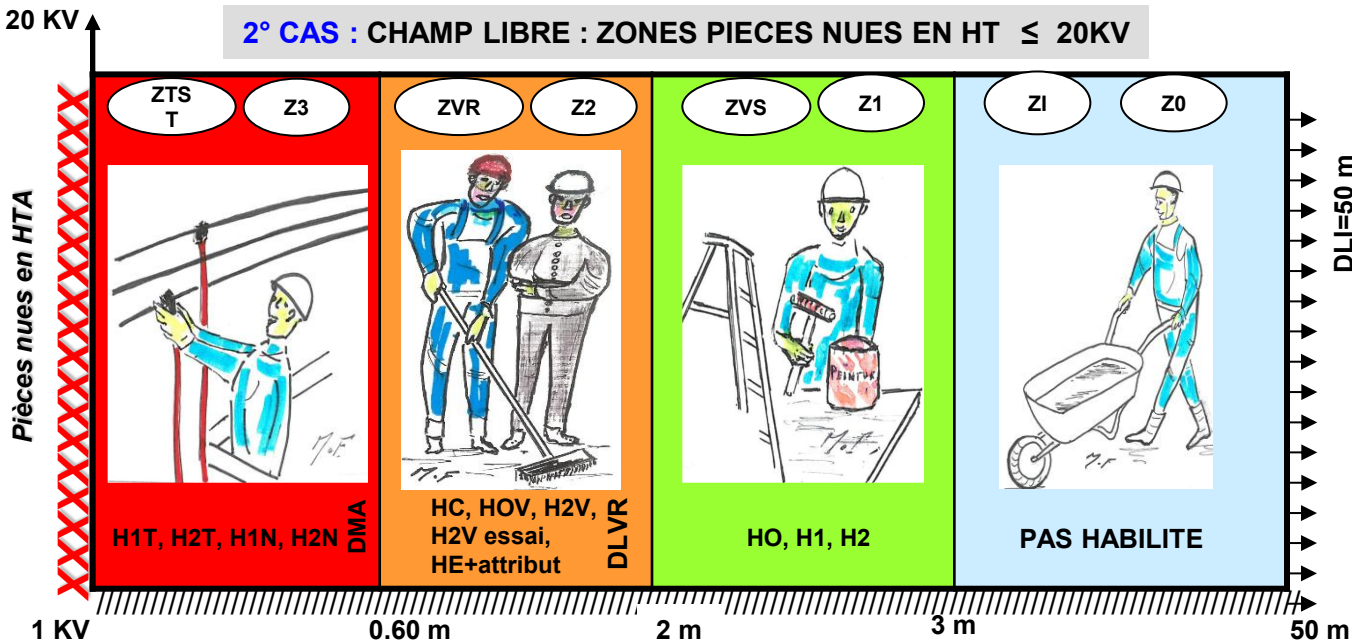 20 KV
2° CAS : CHAMP LIBRE : ZONES PIECES NUES EN HT ≤ 20KV
ZTS
T
Z3
ZVR
Z2
ZVS
Z1
ZI
Z0
Pièces nues en HTA
DLI=50 m
PEINTUR
M.F
M.F
M.F
M.F
H1T, H2T, H1N, H2N
DMA
HC, HOV, H2V,
H2V essai,
HE+attribut
DLVR
HO, H1, H2
PAS HABILITE
1 KV
0.60 m
2 m
3 m
50 m